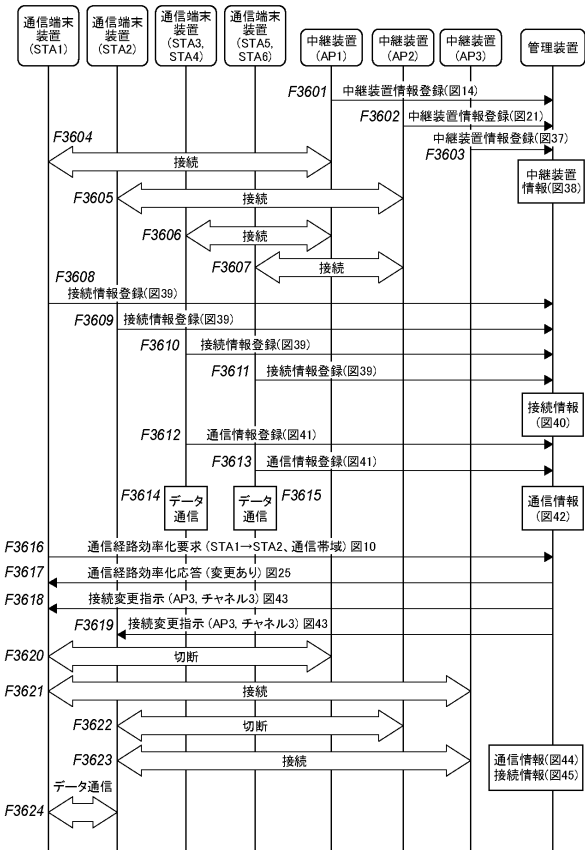 通信端末
装置
(STA1)
通信端末
装置
(STA2)
通信端末
装置
(STA3,
STA4)
通信端末
装置
(STA5,
STA6)
中継装置
(AP1)
中継装置
(AP2)
中継装置
(AP3)
管理装置
F3601
中継装置情報登録(図14)
F3602
中継装置情報登録(図21)
中継装置情報登録(図37)
F3603
F3604
接続
中継装置
情報(図38)
F3605
接続
F3606
接続
F3607
接続
F3608
接続情報登録(図39)
F3609
接続情報登録(図39)
F3610
接続情報登録(図39)
F3611
接続情報登録(図39)
接続情報
(図40)
F3612
通信情報登録(図41)
F3613
通信情報登録(図41)
F3614
データ
通信
データ
通信
F3615
通信情報
(図42)
F3616
通信経路効率化要求 (STA1→STA2、通信帯域) 図10
F3617
通信経路効率化応答 (変更あり) 図25
F3618
接続変更指示 (AP3, チャネル3) 図43
F3619
接続変更指示 (AP3, チャネル3) 図43
F3620
切断
F3621
接続
F3622
切断
F3623
接続
通信情報(図44)
接続情報(図45)
データ通信
F3624